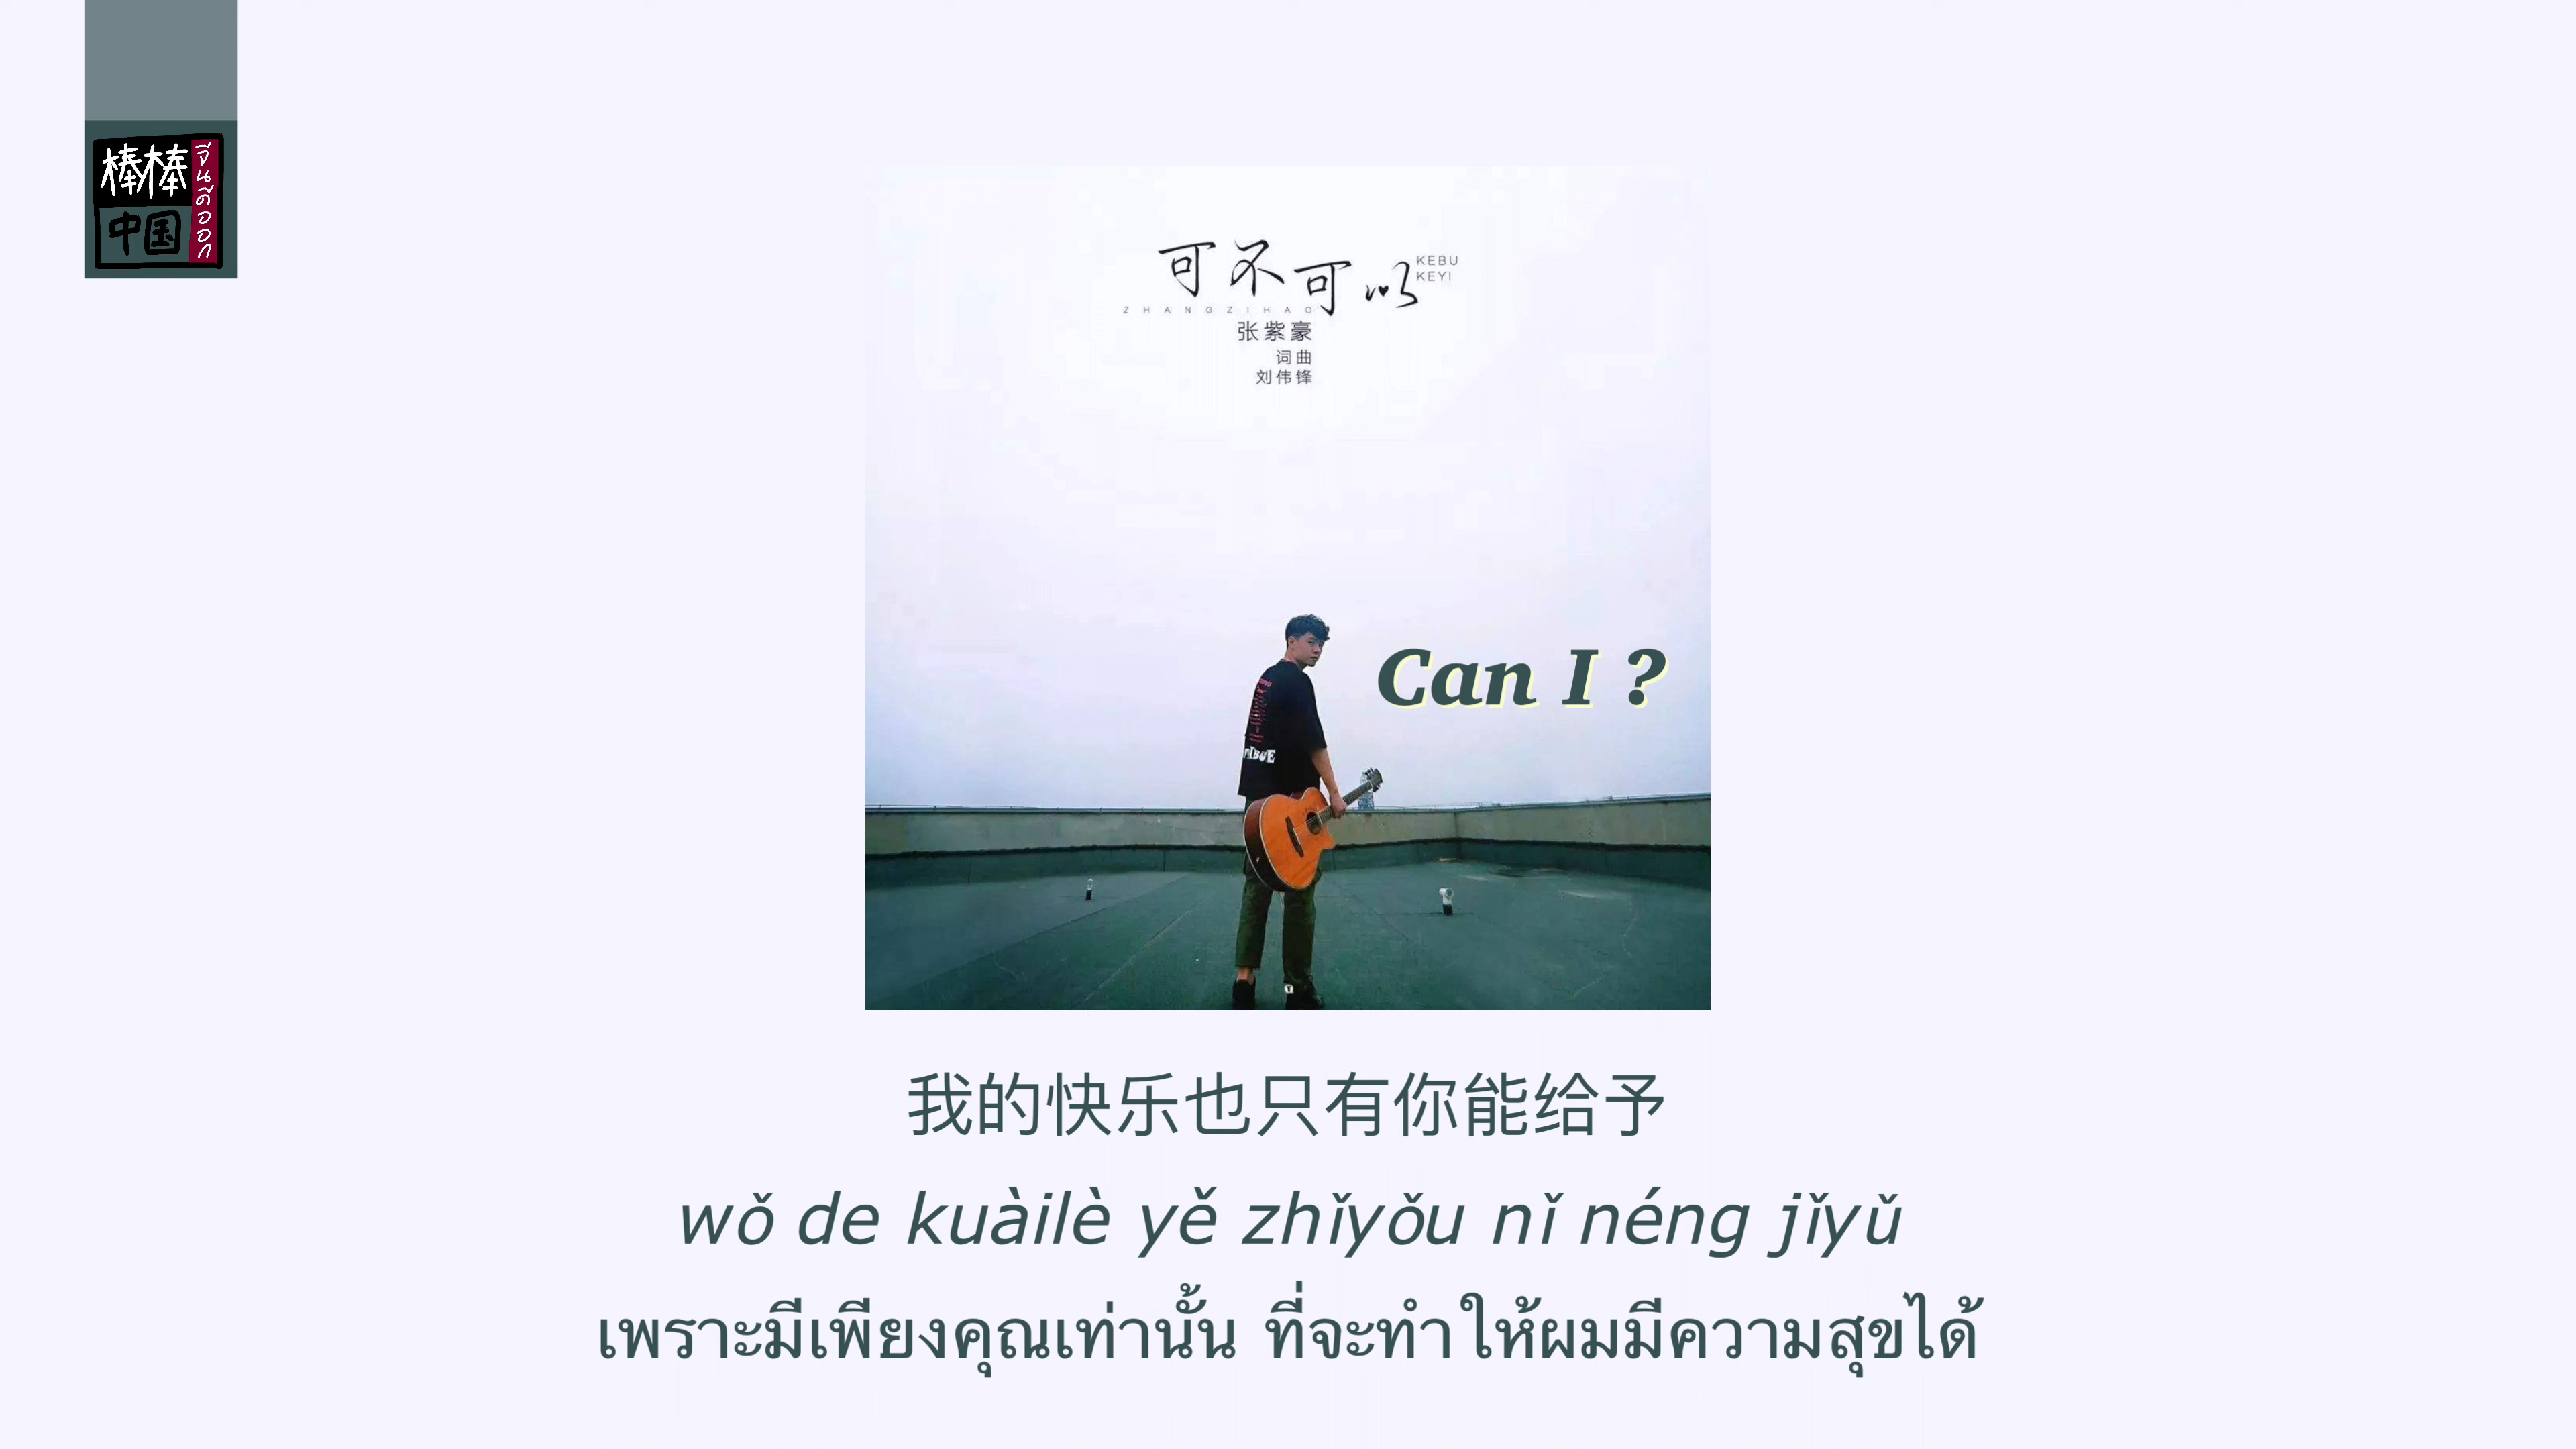 棒棒
中国
จีนดีออก
可不可以
KEBU
KEYI
ZHANGZIHAO
张紫豪
词曲
刘伟锋
Can I ?
我的快乐也只有你能给予
wǒ de kuàilè yě zhǐyǒu nǐ néng jǐyǔ
เพราะมีเพียงคุณเท่านั้น ที่จะทำให้ผมมีความสุขได้